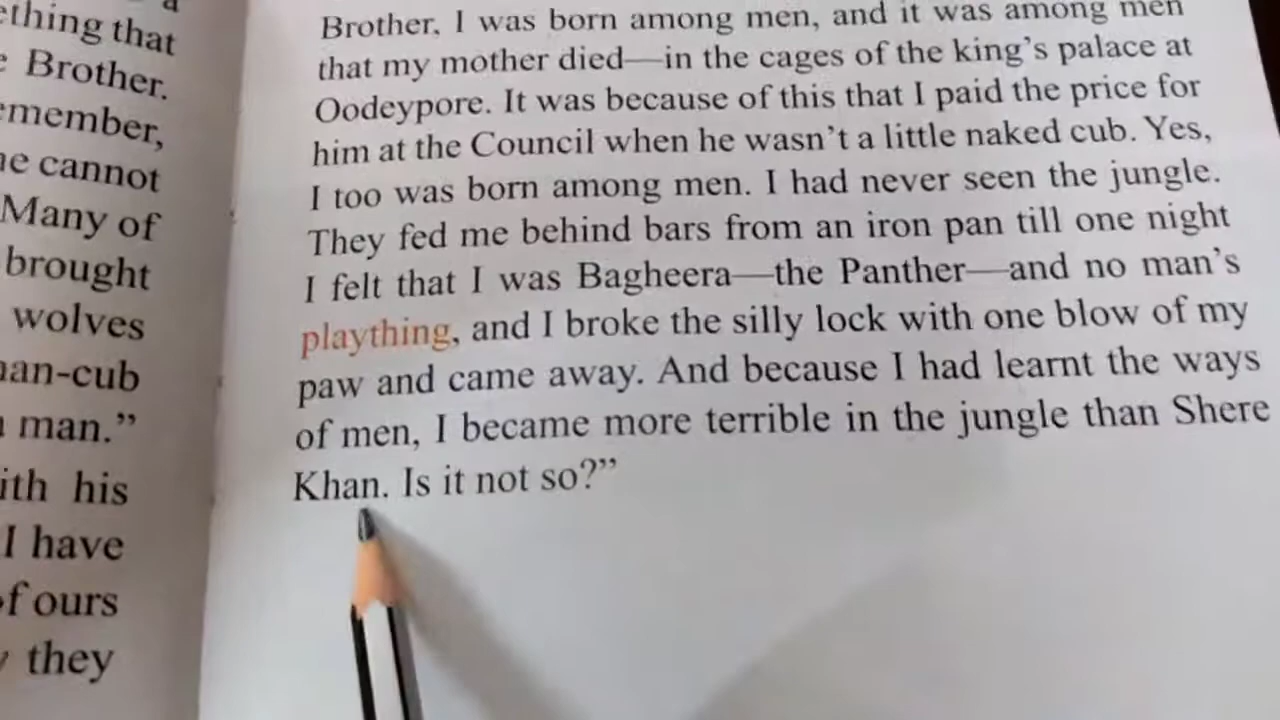 ething that
Brother.
emember,
he cannot
Many of
brought
wolves
man-cub
man.”
ith his
I have
of ours
they
Brother, I was born among men, and it was among men
that my mother died—in the cages of the king’s palace at
Oodeypore. It was because of this that I paid the price for
him at the Council when he wasn’t a little naked cub. Yes,
I too was born among men. I had never seen the jungle.
They fed me behind bars from an iron pan till one night
I felt that I was Bagheera—the Panther—and no man’s
plaything, and I broke the silly lock with one blow of my
paw and came away. And because I had learnt the ways
of men, I became more terrible in the jungle than Shere
Khan. Is it not so?”